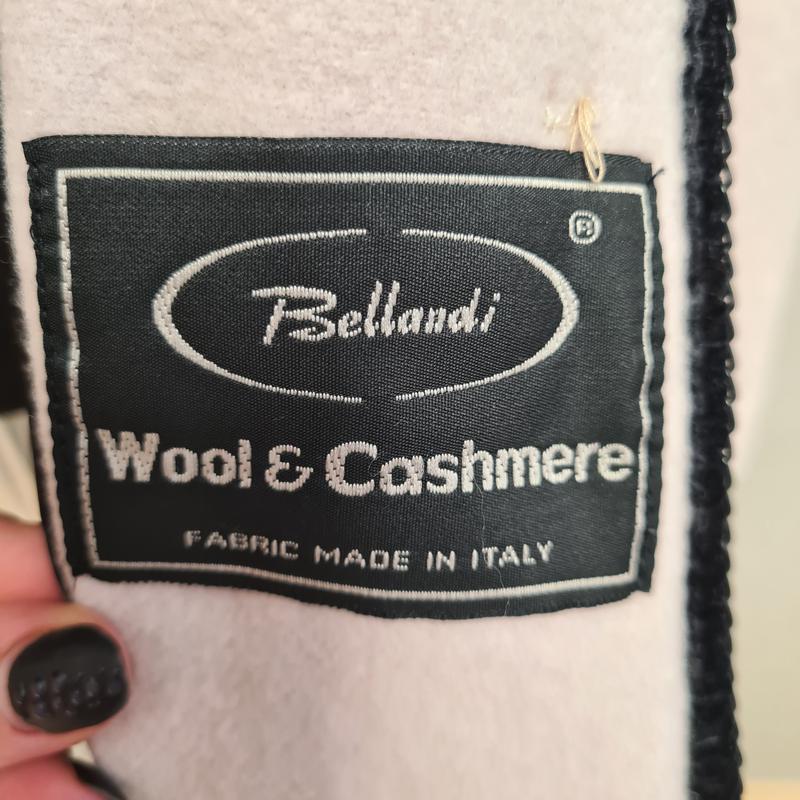 ®
Bellandi
Wool & Cashmere
FABRIC MADE IN ITALY